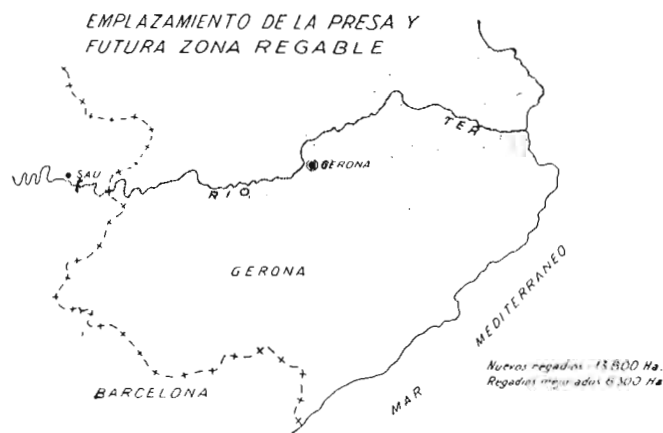 EMPLAZAMIENTO DE LA PRESA Y
FUTURA ZONA REGABLE
TER
SAU
GERONA
RIO
GERONA
MAR MEDITERRANEO
Nuevos regadios 13.800 Ha.
Regadios mejorados 6.300 Ha
BARCELONA